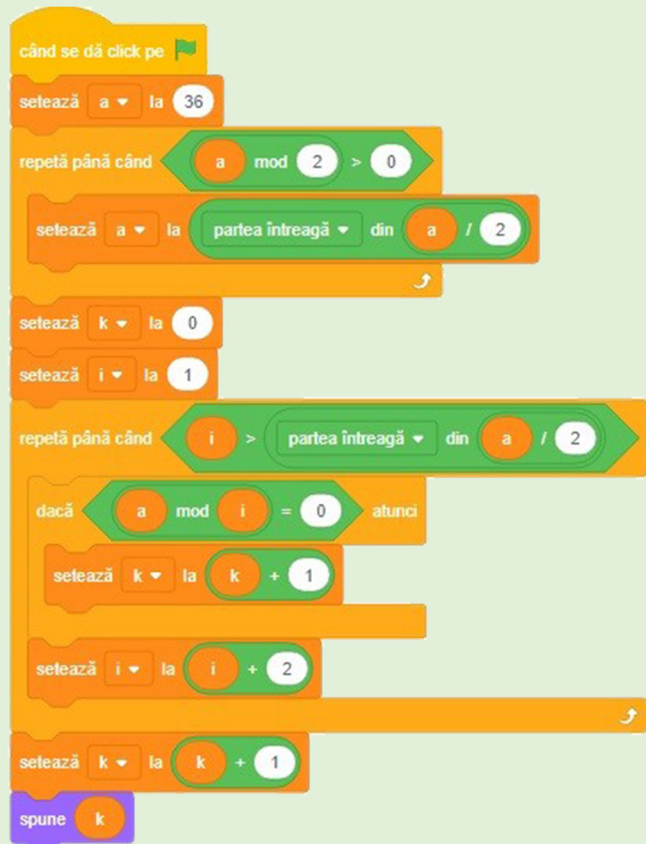 când se dă click pe
setează a la 36
repetă până când a mod 2 > 0
setează a la partea întreagă din a / 2
setează k la 0
setează i la 1
repetă până când i > partea întreagă din a / 2
dacă a mod i = 0 atunci
setează k la k + 1
setează i la i + 2
setează k la k + 1
spune k